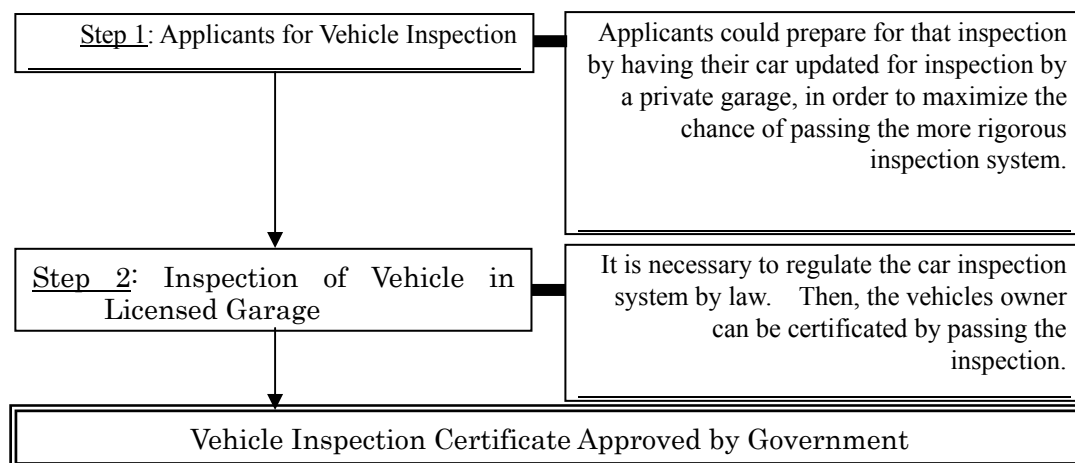 Step 1: Applicants for Vehicle Inspection
Applicants could prepare for that inspection
by having their car updated for inspection by
a private garage, in order to maximize the
chance of passing the more rigorous
inspection system.
Step 2: Inspection of Vehicle in
Licensed Garage
It is necessary to regulate the car inspection
system by law. Then, the vehicles owner
can be certificated by passing the
inspection.
Vehicle Inspection Certificate Approved by Government